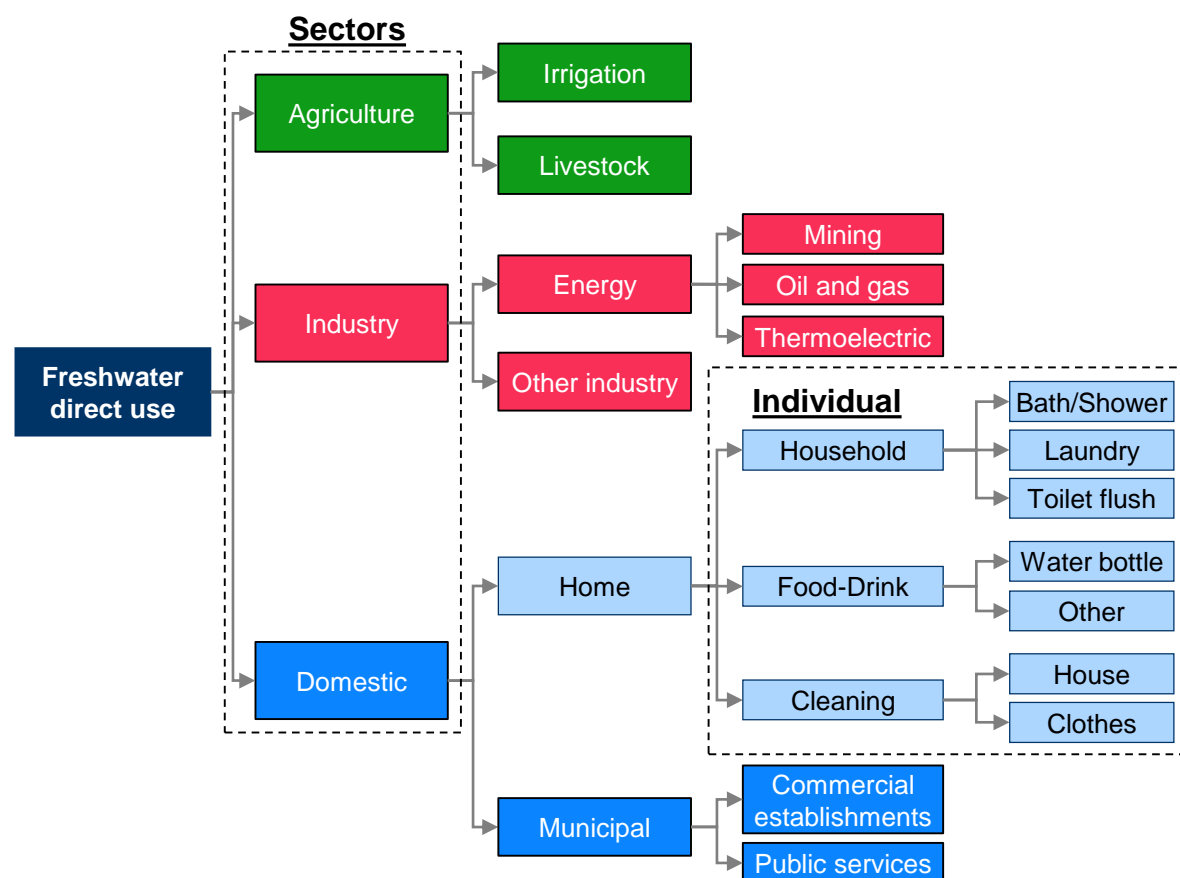 Sectors
Agriculture
Irrigation
Livestock
Industry
Energy
Mining
Oil and gas
Thermoelectric
Other industry
Freshwater
direct use
Individual
Household
Bath/Shower
Laundry
Toilet flush
Home
Food-Drink
Water bottle
Other
Domestic
Cleaning
House
Clothes
Municipal
Commercial
establishments
Public services